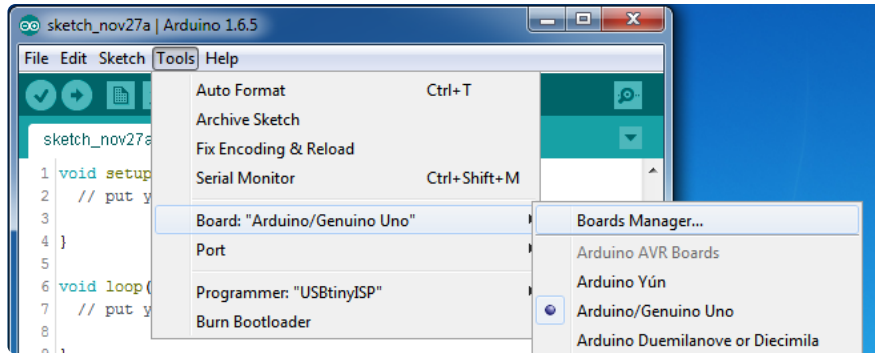 sketch_nov27a | Arduino 1.6.5
File Edit Sketch Tools Help
Auto Format Ctrl+T
Archive Sketch
sketch_nov27a
Fix Encoding & Reload
1 void setup
Serial Monitor Ctrl+Shift+M
2 // put y
3
Board: "Arduino/Genuino Uno"
Boards Manager...
4 }
Port
Arduino AVR Boards
5
Arduino Yún
6 void loop(
Programmer: "USBtinyISP"
7 // put y
Arduino/Genuino Uno
Burn Bootloader
8
Arduino Duemilanove or Diecimila